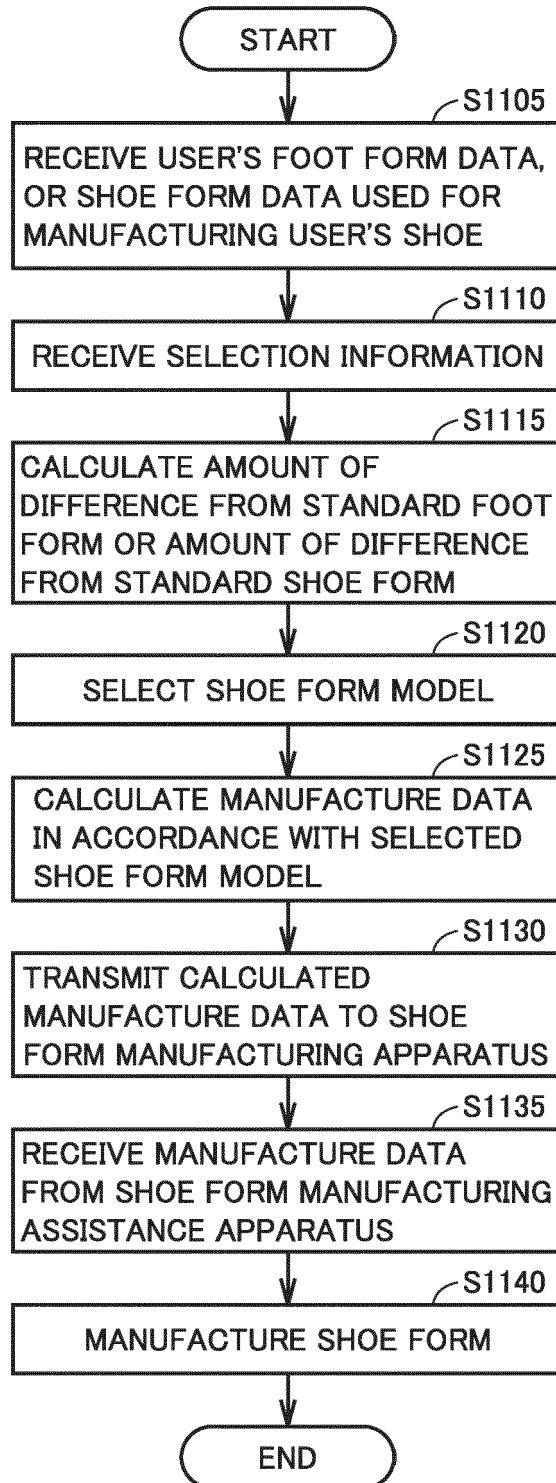 START
S1105
RECEIVE USER'S FOOT FORM DATA,
OR SHOE FORM DATA USED FOR
MANUFACTURING USER'S SHOE
S1110
RECEIVE SELECTION INFORMATION
S1115
CALCULATE AMOUNT OF
DIFFERENCE FROM STANDARD FOOT
FORM OR AMOUNT OF DIFFERENCE
FROM STANDARD SHOE FORM
S1120
SELECT SHOE FORM MODEL
S1125
CALCULATE MANUFACTURE DATA
IN ACCORDANCE WITH SELECTED
SHOE FORM MODEL
S1130
TRANSMIT CALCULATED
MANUFACTURE DATA TO SHOE
FORM MANUFACTURING APPARATUS
S1135
RECEIVE MANUFACTURE DATA
FROM SHOE FORM MANUFACTURING
ASSISTANCE APPARATUS
S1140
MANUFACTURE SHOE FORM
END